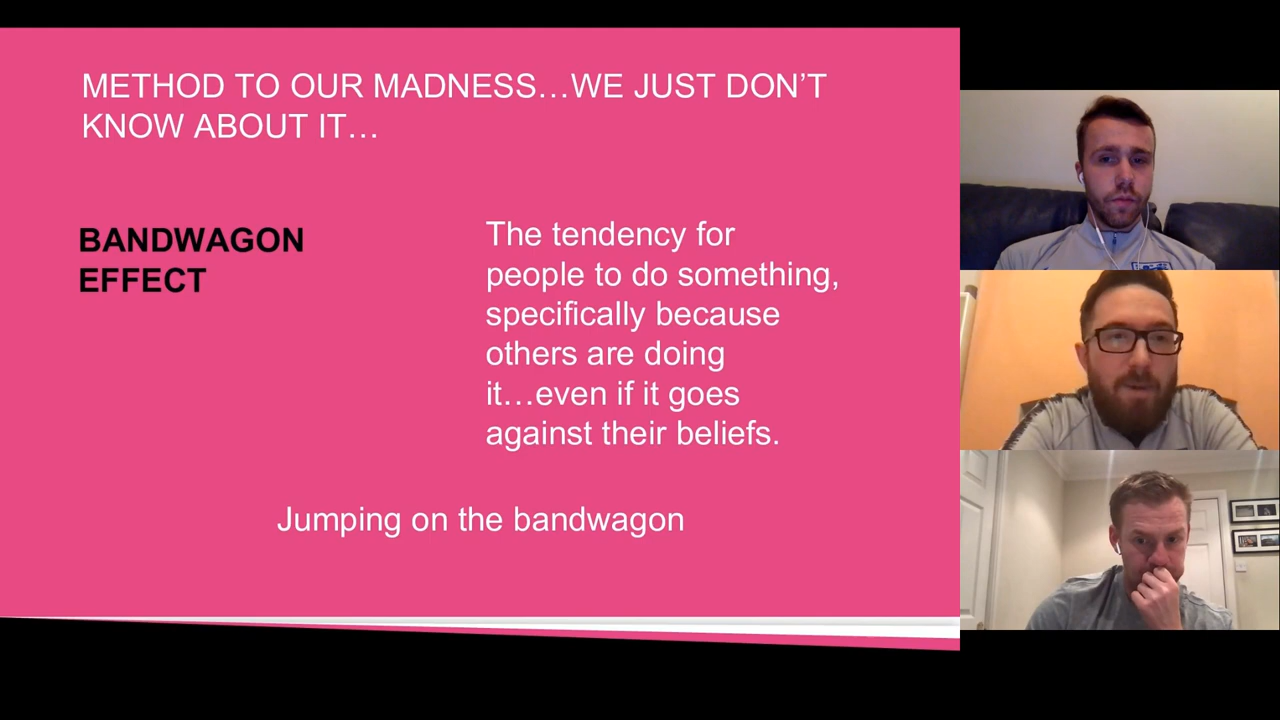 METHOD TO OUR MADNESS…WE JUST DON’T
KNOW ABOUT IT…
BANDWAGON
EFFECT
The tendency for
people to do something,
specifically because
others are doing
it…even if it goes
against their beliefs.
Jumping on the bandwagon